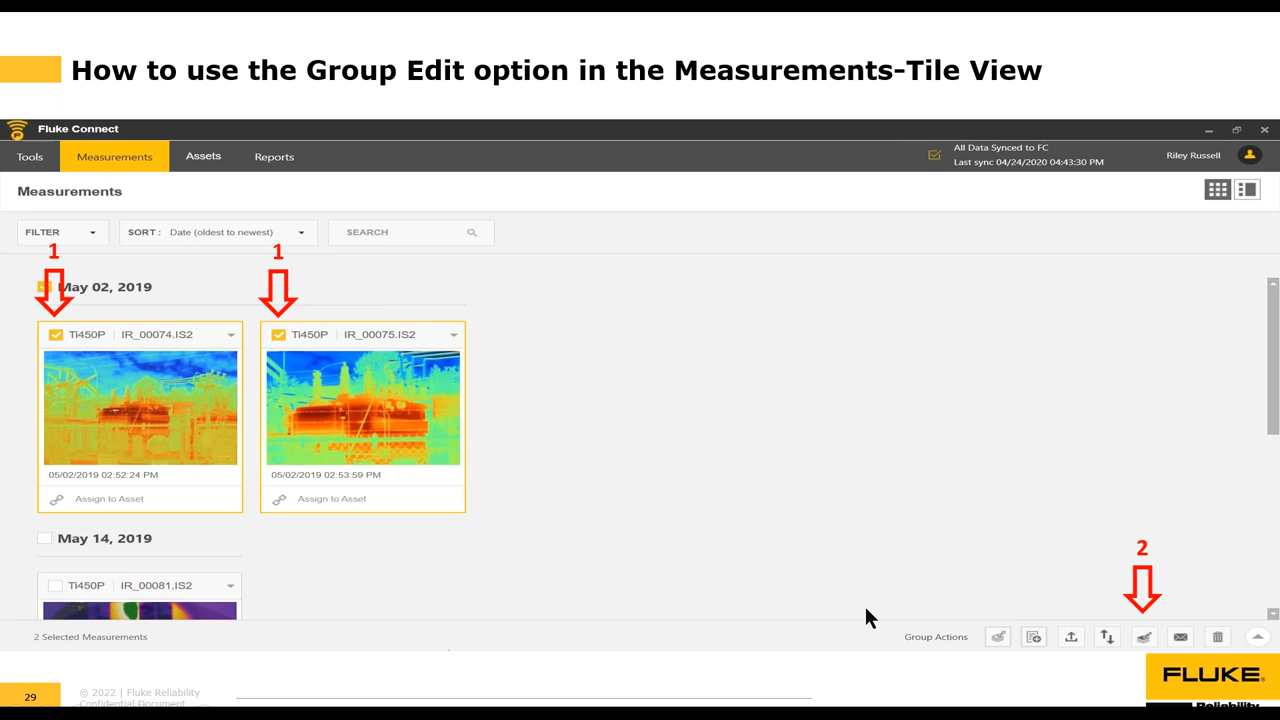 How to use the Group Edit option in the Measurements-Tile View
Fluke Connect
Tools Measurements Assets Reports
All Data Synced to FC
Last sync 04/24/2020 04:43:30 PM
Riley Russell
Measurements
FILTER SORT : Date (oldest to newest) SEARCH
1 1
May 02, 2019
Ti450P IR_00074.IS2 Ti450P IR_00075.IS2
05/02/2019 02:52:24 PM 05/02/2019 02:53:59 PM
Assign to Asset Assign to Asset
May 14, 2019
2
Ti450P IR_00081.IS2
2 Selected Measurements Group Actions
FLUKE®
29
© 2022 | Fluke Reliability
Confidential Document
Reliability